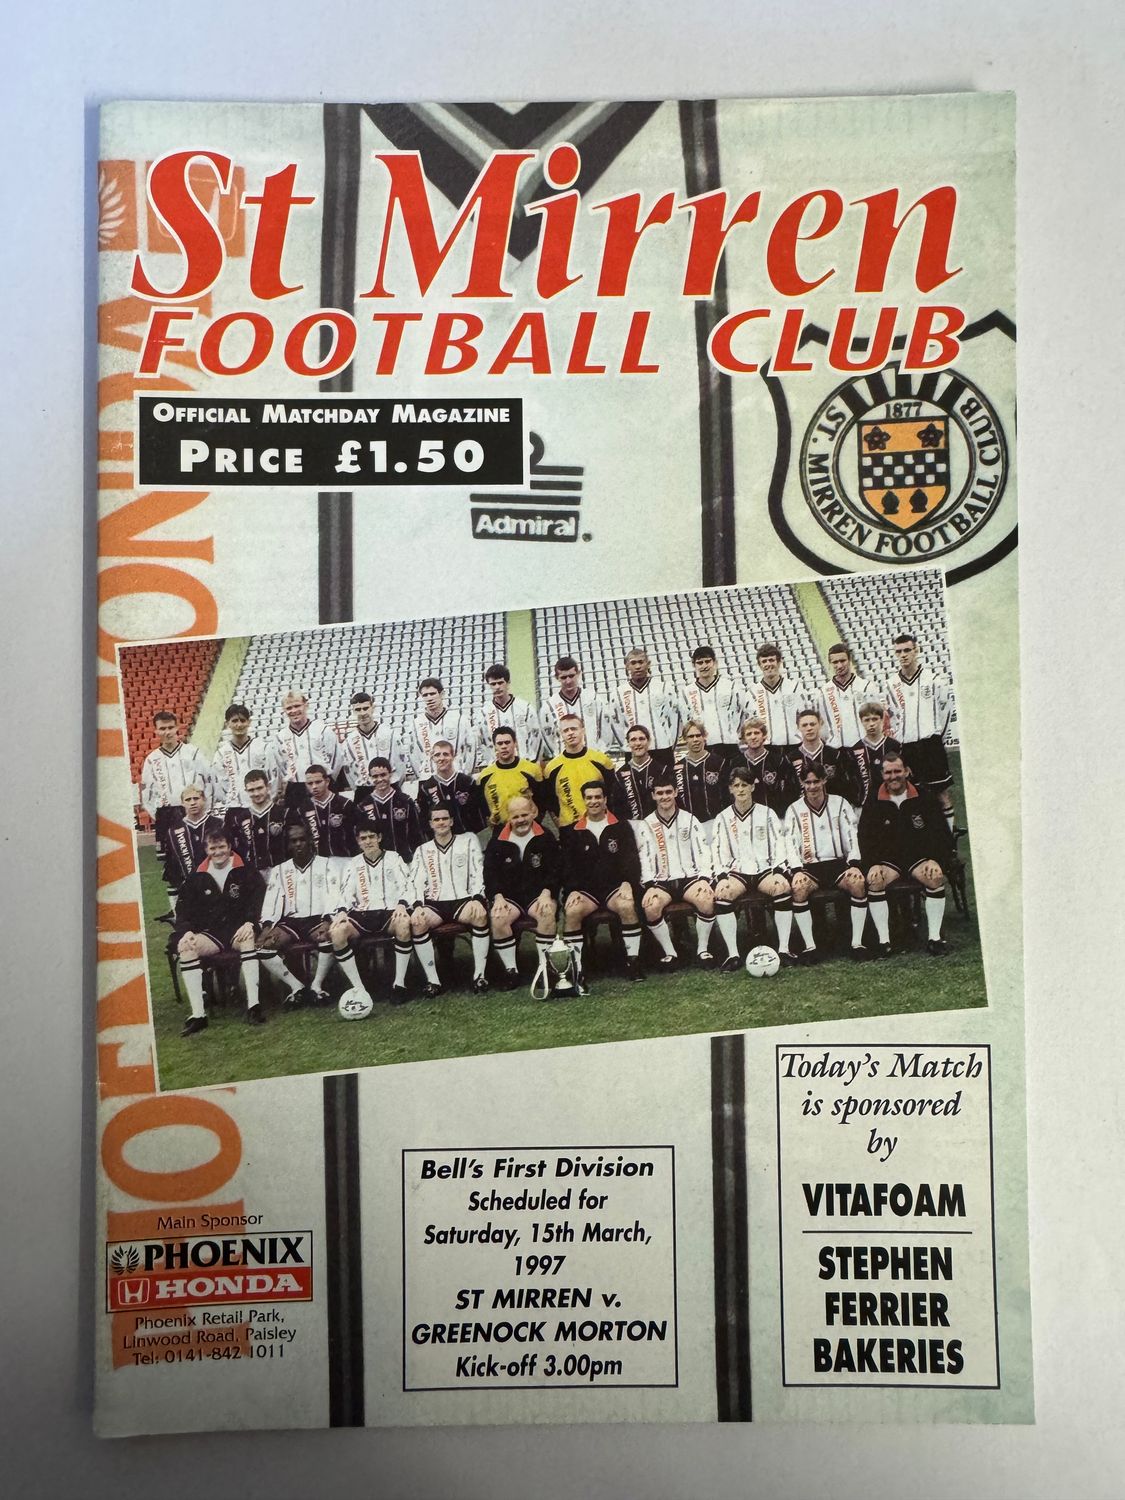 St Mirren
FOOTBALL CLUB
OFFICIAL MATCHDAY MAGAZINE
PRICE £1.50
Admiral
1877
ST. MIRREN FOOTBALL CLUB
Today's Match
is sponsored
by
VITAFOAM
STEPHEN
FERRIER
BAKERIES
Bell's First Division
Scheduled for
Saturday, 15th March,
1997
ST MIRREN v.
GREENOCK MORTON
Kick-off 3.00pm
Main Sponsor
PHOENIX
HONDA
Phoenix Retail Park,
Linwood Road, Paisley
Tel: 0141-842 1011